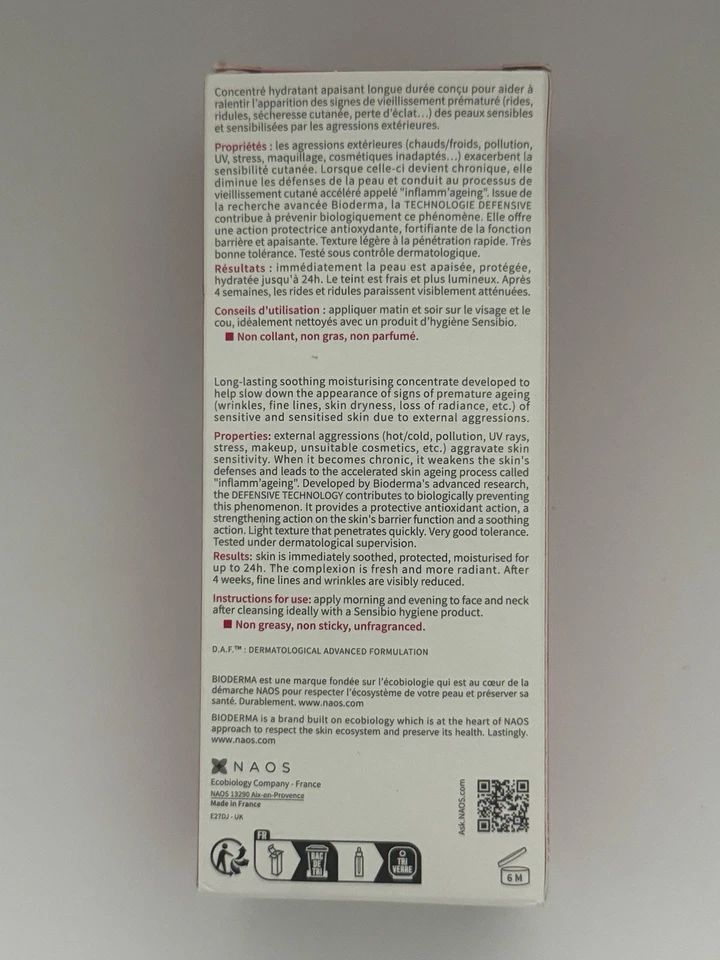 Concentré hydratant apaisant longue durée conçu pour aider à
ralentir l'apparition des signes de vieillissement prématuré (rides,
ridules, sécheresse cutanée, perte d'éclat...) des peaux sensibles
et sensibilisées par les agressions extérieures.
Propriétés : les agressions extérieures (chauds/froids, pollution,
UV, stress, maquillage, cosmétiques inadaptés...) exacerbent la
sensibilité cutanée. Lorsque celle-ci devient chronique, elle
diminue les défenses de la peau et conduit au processus de
vieillissement cutané accéléré appelé "inflamm'ageing". Issue de
la recherche avancée Bioderma, la TECHNOLOGIE DEFENSIVE
contribue à prévenir biologiquement ce phénomène. Elle offre
une action protectrice antioxydante, fortifiante de la fonction
barrière et apaisante. Texture légère à la pénétration rapide. Très
bonne tolérance. Testé sous contrôle dermatologique.
Résultats : immédiatement la peau est apaisée, protégée,
hydratée jusqu'à 24h. Le teint est frais et plus lumineux. Après
4 semaines, les rides et ridules paraissent visiblement atténuées.
Conseils d'utilisation : appliquer matin et soir sur le visage et le
cou, idéalement nettoyés avec un produit d'hygiène Sensibio.
■ Non collant, non gras, non parfumé.
Long-lasting soothing moisturising concentrate developed to
help slow down the appearance of signs of premature ageing
(wrinkles, fine lines, skin dryness, loss of radiance, etc.) of
sensitive and sensitised skin due to external aggressions.
Properties: external aggressions (hot/cold, pollution, UV rays,
stress, makeup, unsuitable cosmetics, etc.) aggravate skin
sensitivity. When it becomes chronic, it weakens the skin's
defenses and leads to the accelerated skin ageing process called
"inflamm'ageing". Developed by Bioderma's advanced research,
the DEFENSIVE TECHNOLOGY contributes to biologically preventing
this phenomenon. It provides a protective antioxidant action, a
strengthening action on the skin's barrier function and a soothing
action. Light texture that penetrates quickly. Very good tolerance.
Tested under dermatological supervision.
Results: skin is immediately soothed, protected, moisturised for
up to 24h. The complexion is fresh and more radiant. After
4 weeks, fine lines and wrinkles are visibly reduced.
Instructions for use: apply morning and evening to face and neck
after cleansing ideally with a Sensibio hygiene product.
■ Non greasy, non sticky, unfragranced.
D.A.F.™ : DERMATOLOGICAL ADVANCED FORMULATION
BIODERMA est une marque fondée sur l'écobiologie qui est au cœur de la
démarche NAOS pour respecter l'écosystème de votre peau et préserver sa
santé. Durablement. www.naos.com
BIODERMA is a brand built on ecobiology which is at the heart of NAOS
approach to respect the skin ecosystem and preserve its health. Lastingly.
www.naos.com
NAOS
Ecobiology Company - France
NAOS 13290 Aix-en-Provence
Made in France
E270J - UK
Ask.NAOS.com
FR
BAC
DE
TRI
TRI
VERRE
6 M